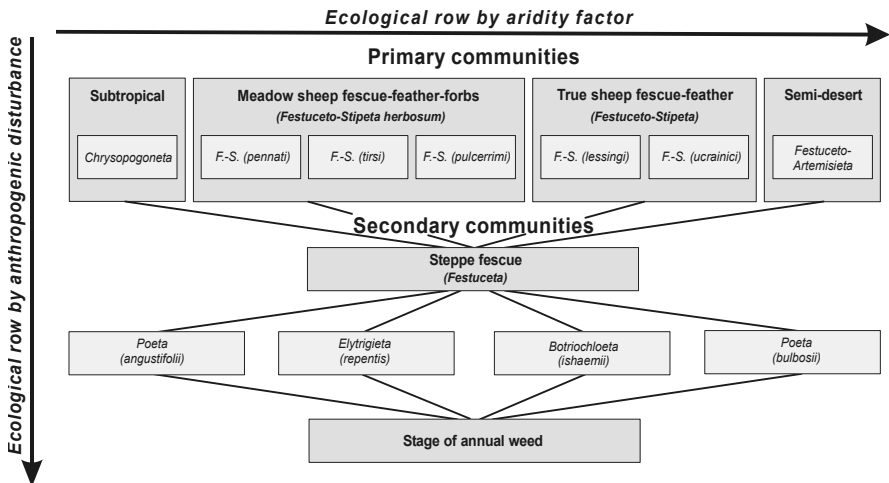 Ecological row by aridity factor
Ecological row by anthropogenic disturbance
Primary communities
Subtropical
Chrysopogoneta
Meadow sheep fescue-feather-forbs
(Festuceto-Stipeta herbosum)
F.-S. (pennati)
F.-S. (tirsi)
F.-S. (pulcerrimi)
True sheep fescue-feather
(Festuceto-Stipeta)
F.-S. (lessingi)
F.-S. (ucrainici)
Semi-desert
Festuceto-
Artemisieta
Secondary communities
Steppe fescue
(Festuceta)
Poeta
(angustifolii)
Elytrigieta
(repentis)
Botriochloeta
(ishaemii)
Poeta
(bulbosii)
Stage of annual weed